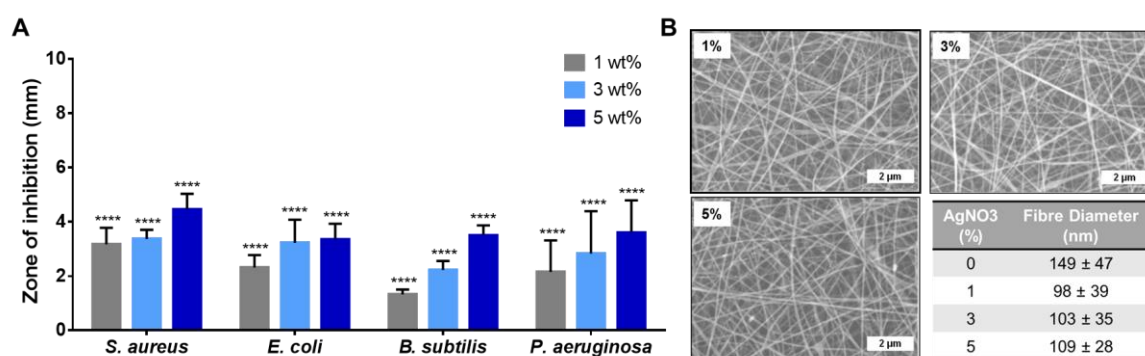 A
Zone of inhibition (mm)
10
8
6
4
2
0
1 wt%
3 wt%
5 wt%
**** **** ****
**** **** ****
**** **** ****
**** **** ****
S. aureus E. coli B. subtilis P. aeruginosa
B
1%
2 µm
3%
2 µm
5%
2 µm
AgNO3 (%) Fibre Diameter (nm)
0 149 ± 47
1 98 ± 39
3 103 ± 35
5 109 ± 28